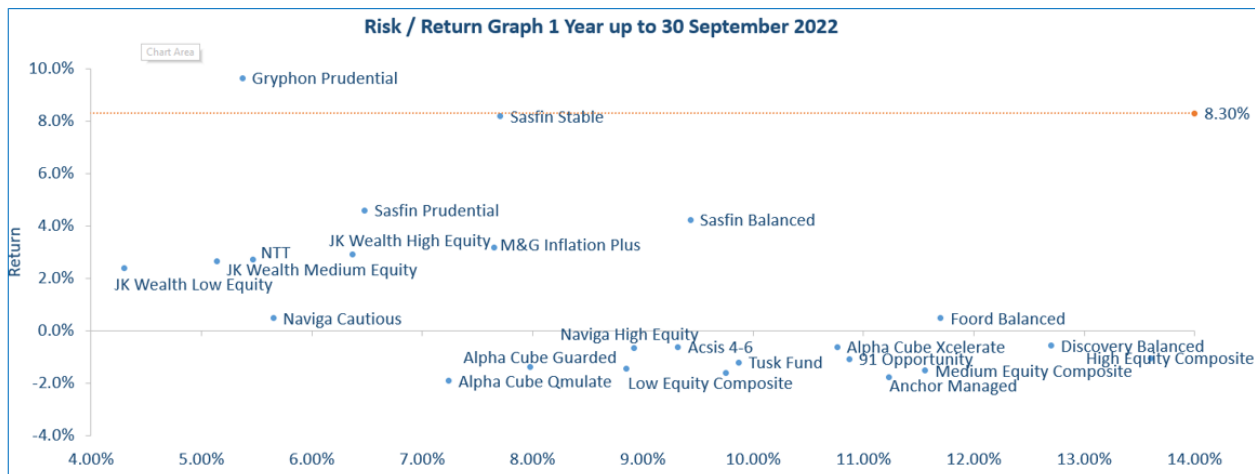 Risk / Return Graph 1 Year up to 30 September 2022
Chart Area
10.0%
Gryphon Prudential
8.30%
8.0%
Sasfin Stable
6.0%
Sasfin Prudential
4.0%
Sasfin Balanced
JK Wealth High Equity
M&G Inflation Plus
NTT
JK Wealth Medium Equity
Return
2.0%
JK Wealth Low Equity
Naviga Cautious
Foord Balanced
0.0%
Naviga High Equity
Acsis 4-6
Alpha Cube Xcelerate
Discovery Balanced
Alpha Cube Guarded
Tusk Fund
91 Opportunity
High Equity Composite
Medium Equity Composite
-2.0%
Alpha Cube Qmulate
Low Equity Composite
Anchor Managed
-4.0%
4.00% 5.00% 6.00% 7.00% 8.00% 9.00% 10.00% 11.00% 12.00% 13.00% 14.00%